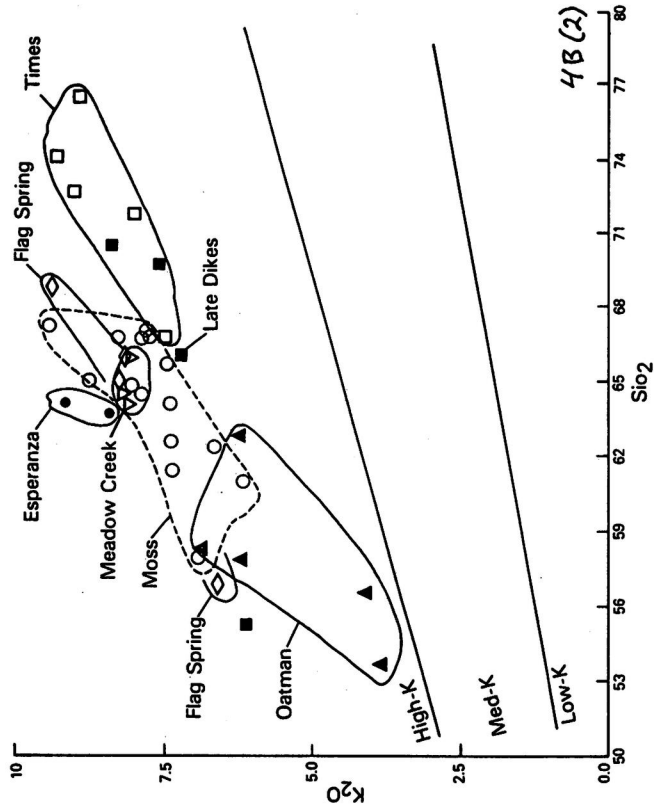 4B(2)
Times
Flag Spring
Late Dikes
Esperanza
Meadow Creek
Moss
Flag Spring
Oatman
High-K
Med-K
Low-K
10
7.5
5.0
2.5
0.0
K₂O
50
53
56
59
62
65
68
71
74
77
80
Sio₂